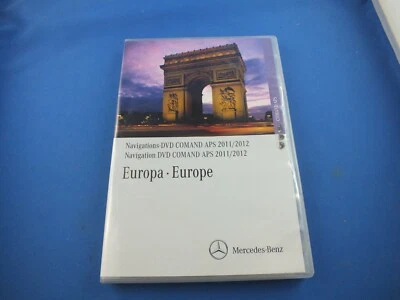 Navigations-DVD COMAND APS 2011/2012
Navigation DVD COMAND APS 2011/2012
Europa · Europe
Mercedes-Benz